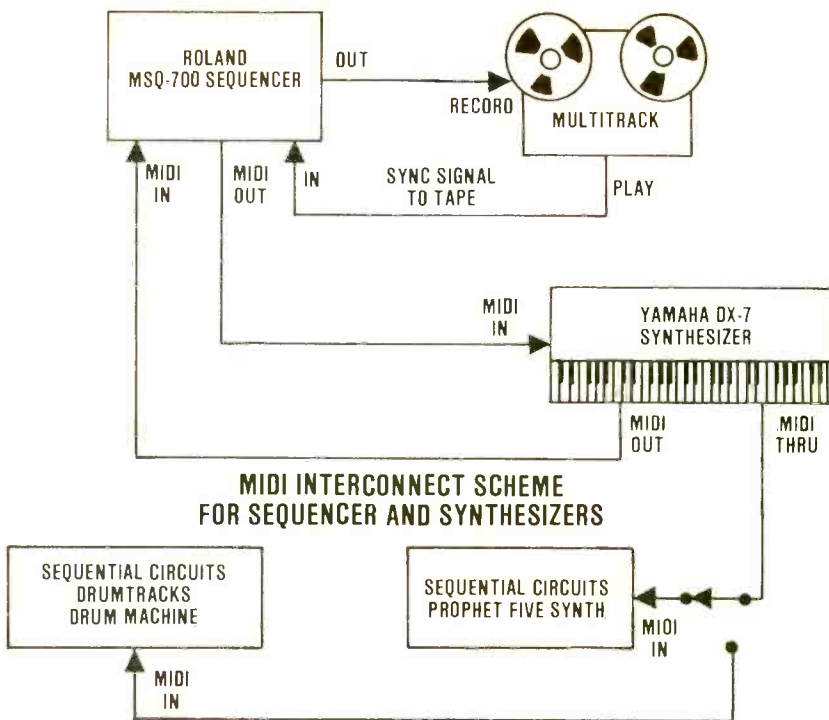 ROLAND
MSQ-700 SEQUENCER
OUT
RECORD
MULTITRACK
MIDI
IN
MIDI
OUT
IN
SYNC SIGNAL
TO TAPE
PLAY
MIDI
IN
YAMAHA DX-7
SYNTHESIZER
MIDI
OUT
MIDI
THRU
MIDI INTERCONNECT SCHEME
FOR SEQUENCER AND SYNTHESIZERS
SEQUENTIAL CIRCUITS
DRUMTRACKS
DRUM MACHINE
SEQUENTIAL CIRCUITS
PROPHET FIVE SYNTH
MIDI
IN
MIDI
IN